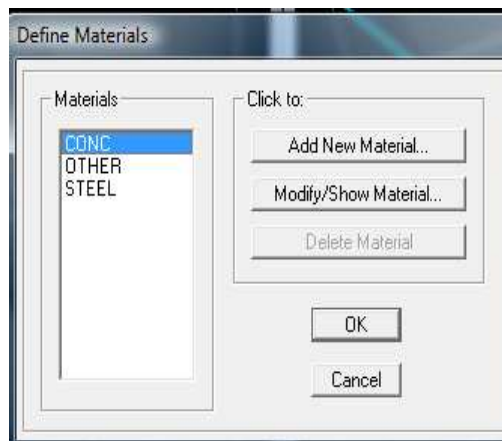 Define Materials
Materials
CONC
OTHER
STEEL
Click to:
Add New Material...
Modify/Show Material...
Delete Material
OK
Cancel